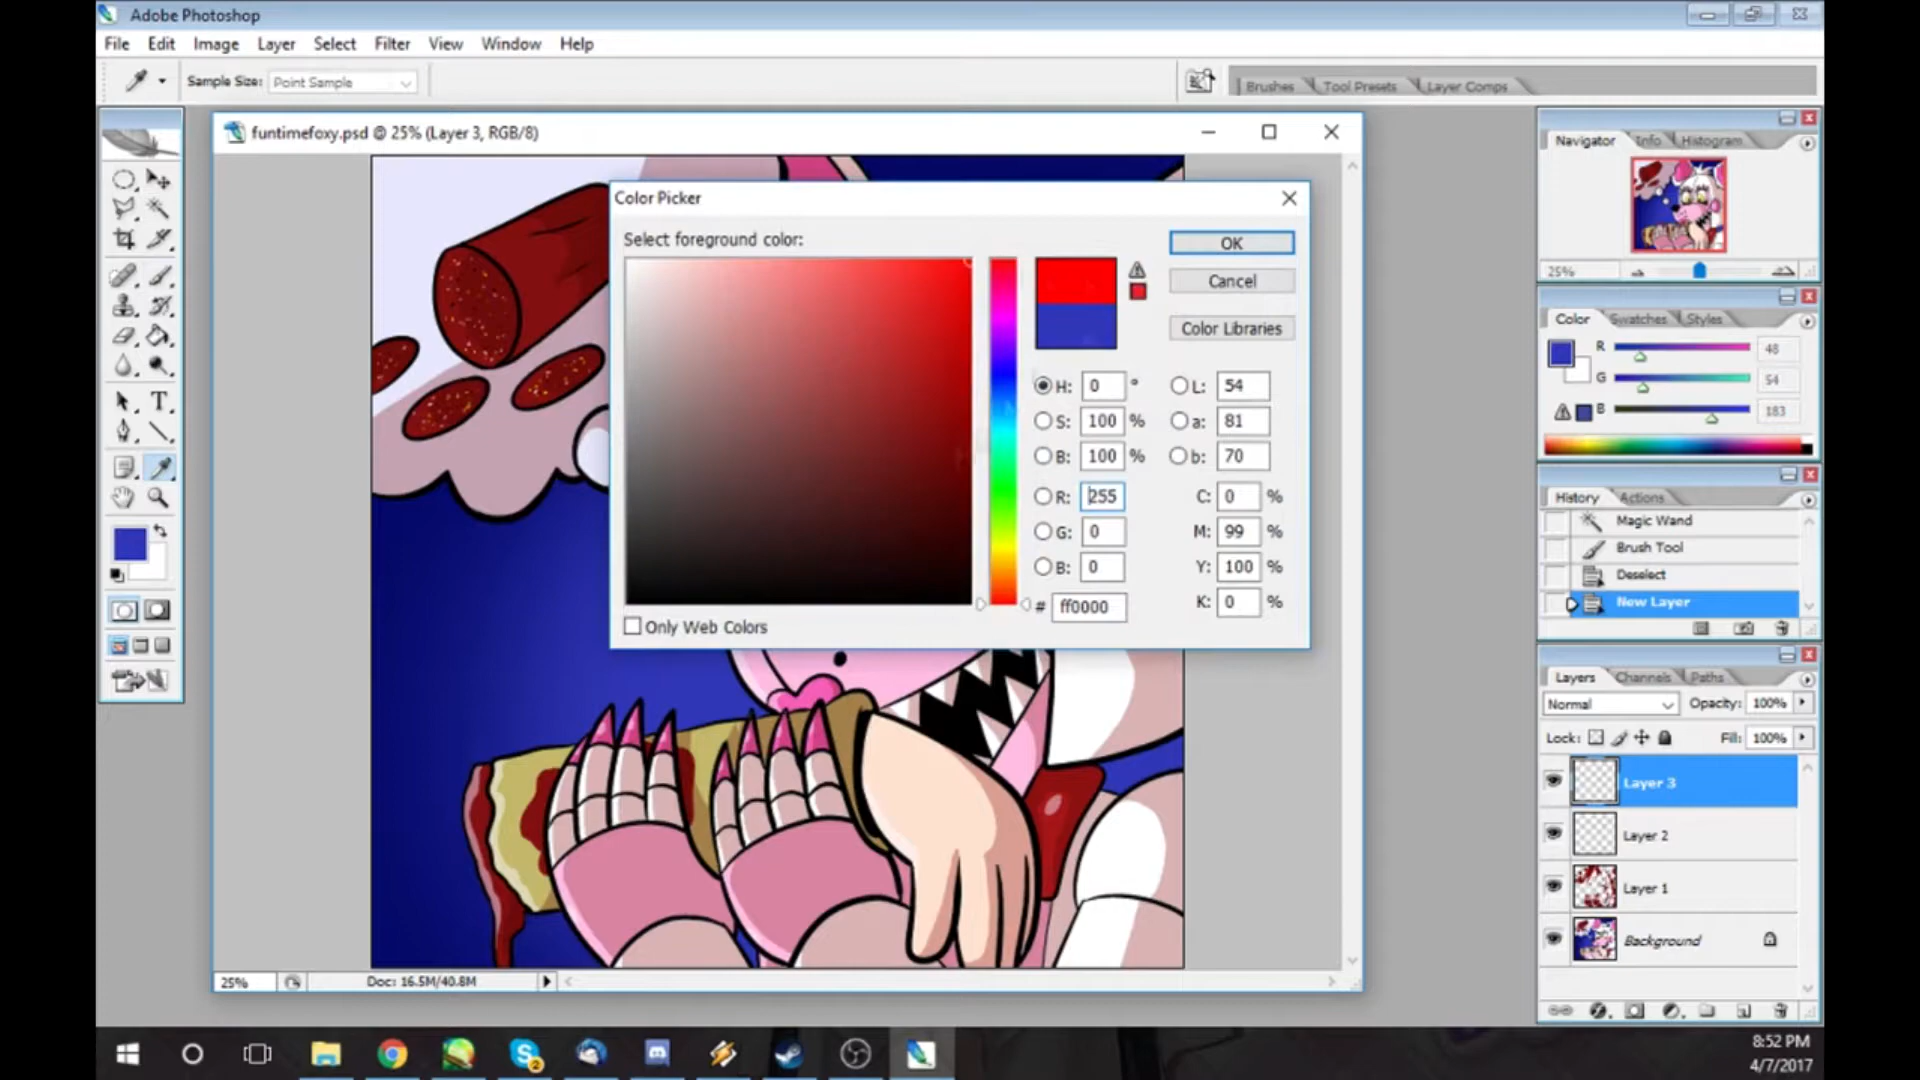 Adobe Photoshop
File Edit Image Layer Select Filter View Window Help
Sample Size: Point Sample
Brushes Tool Presets Layer Comps
funtimefoxy.psd @ 25% (Layer 3, RGB/8)
Color Picker
Select foreground color:
OK
Cancel
Color Libraries
H: 0 ° L: 54
S: 100 % a: 81
B: 100 % b: 70
R: 255 C: 0 %
G: 0 M: 99 %
B: 0 Y: 100 %
# ff0000 K: 0 %
Only Web Colors
25% Doc: 16.5M/40.8M
Navigator Info Histogram
25%
Color Swatches Styles
R 48
G 54
B 183
History Actions
Magic Wand
Brush Tool
Deselect
New Layer
Layers Channels Paths
Normal Opacity: 100%
Lock: Fill: 100%
Layer 3
Layer 2
Layer 1
Background
2
8:52 PM
4/7/2017